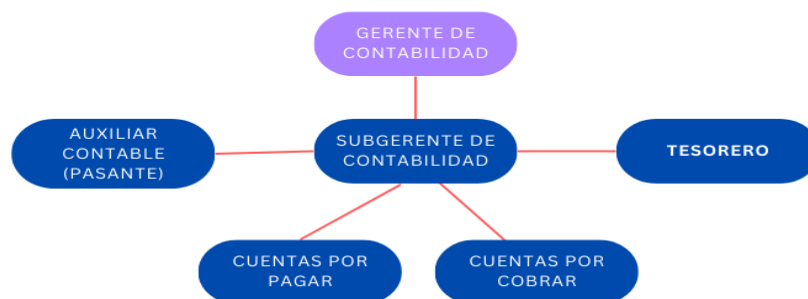 GERENTE DE
CONTABILIDAD
AUXILIAR
CONTABLE
(PASANTE)
SUBGERENTE DE
CONTABILIDAD
TESORERO
CUENTAS POR
PAGAR
CUENTAS POR
COBRAR